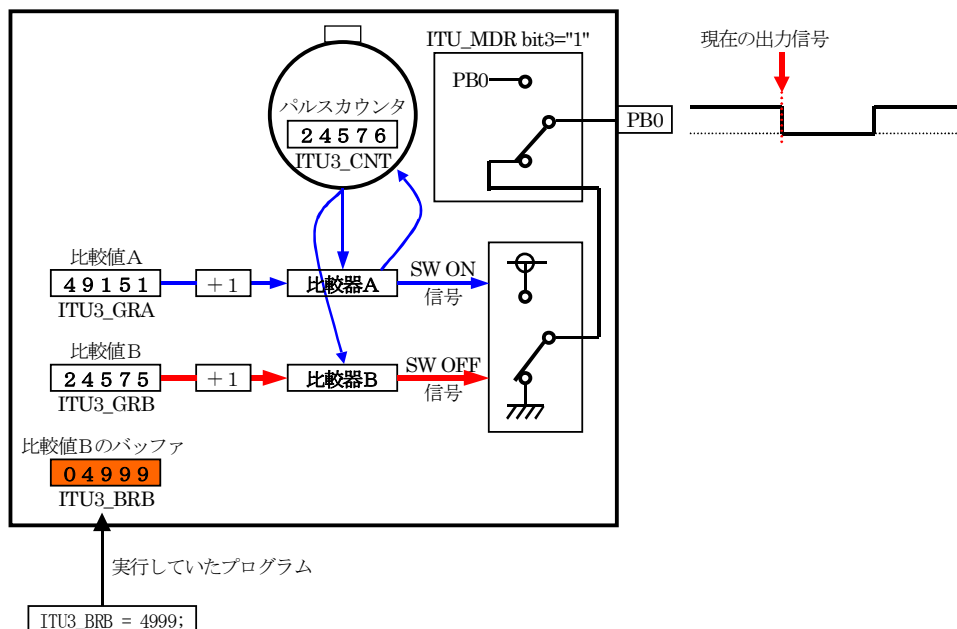 ITU_MDR bit3="1"
現在の出力信号
PB0
パルスカウンタ
24576
ITU3_CNT
PB0
比較値A
49151
+1
比較器A
SW ON
信号
ITU3_GRA
比較値B
24575
+1
比較器B
SW OFF
信号
ITU3_GRB
比較値Bのバッファ
04999
ITU3_BRB
実行していたプログラム
ITU3_BRB = 4999;